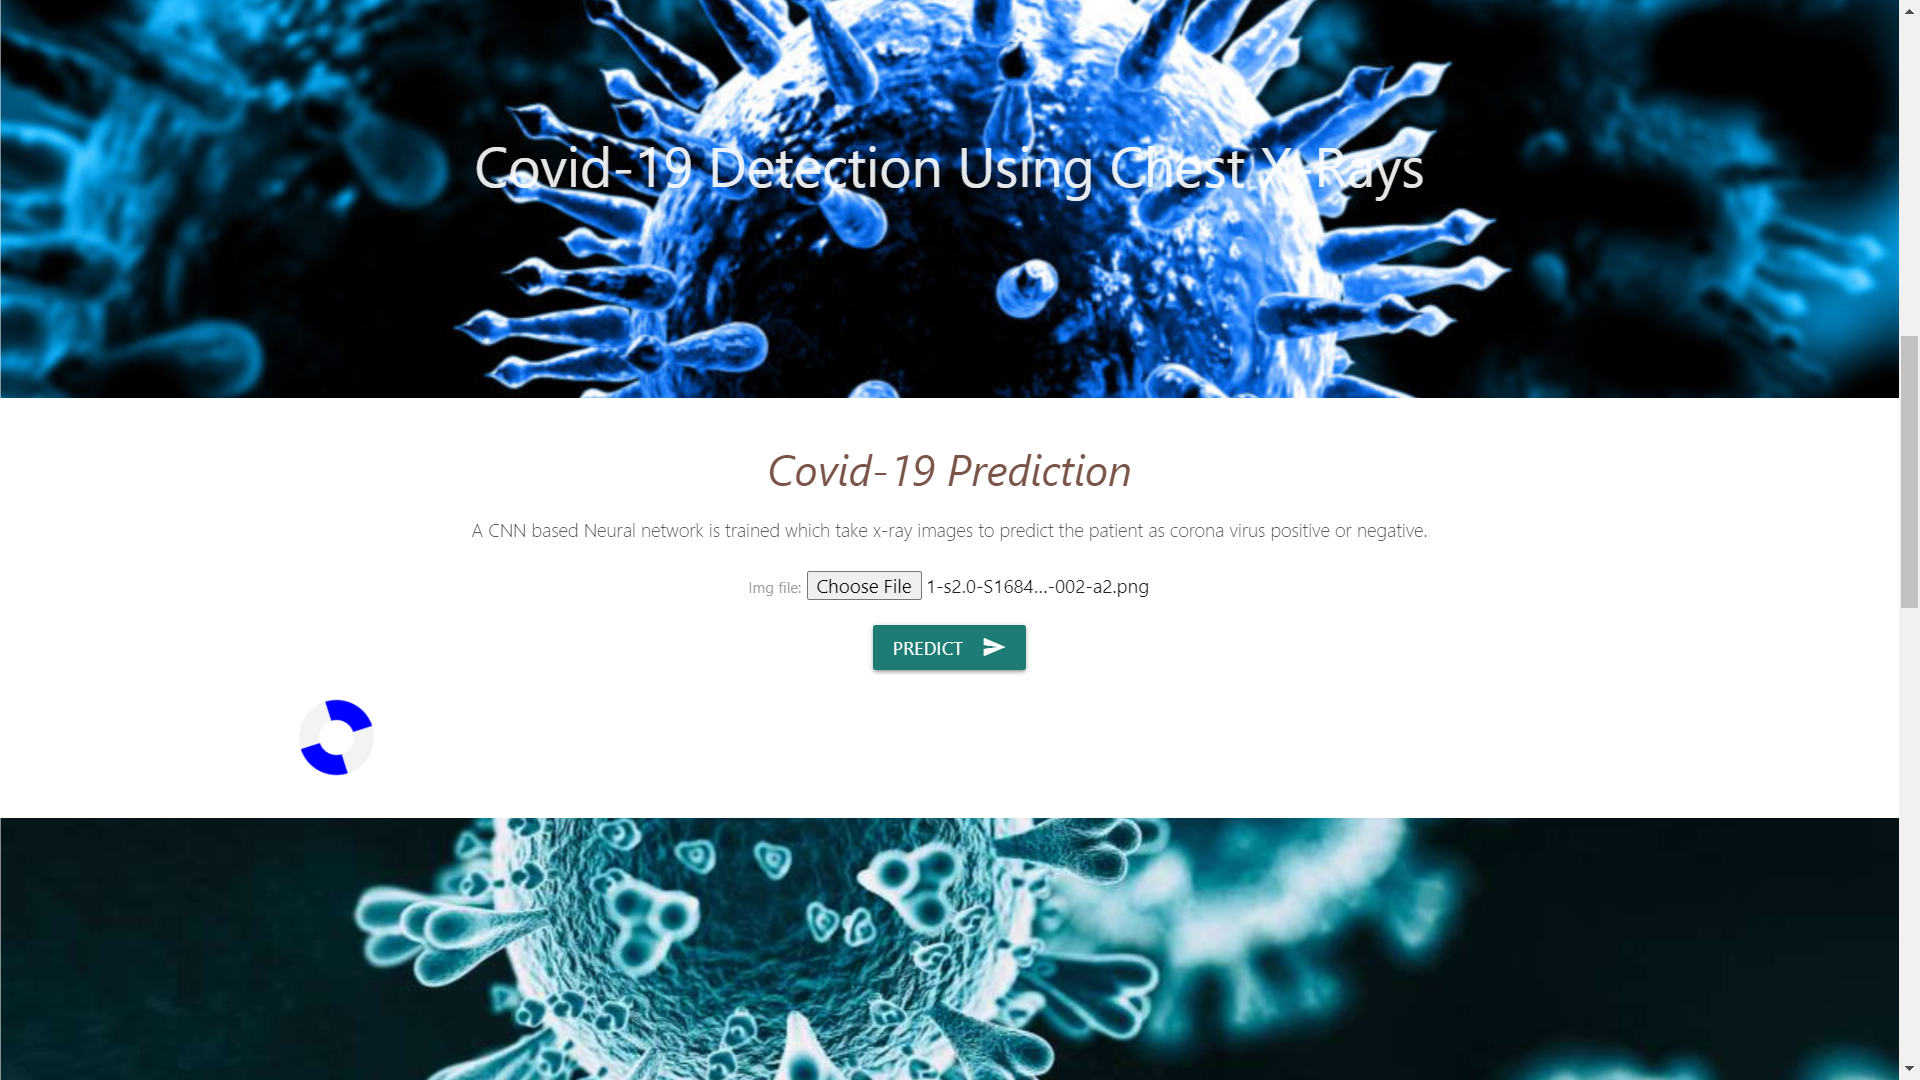 Covid-19 Detection Using Chest X-Rays
Covid-19 Prediction
A CNN based Neural network is trained which take x-ray images to predict the patient as corona virus positive or negative.
Img file: Choose File 1-s2.0-S1684...-002-a2.png
PREDICT